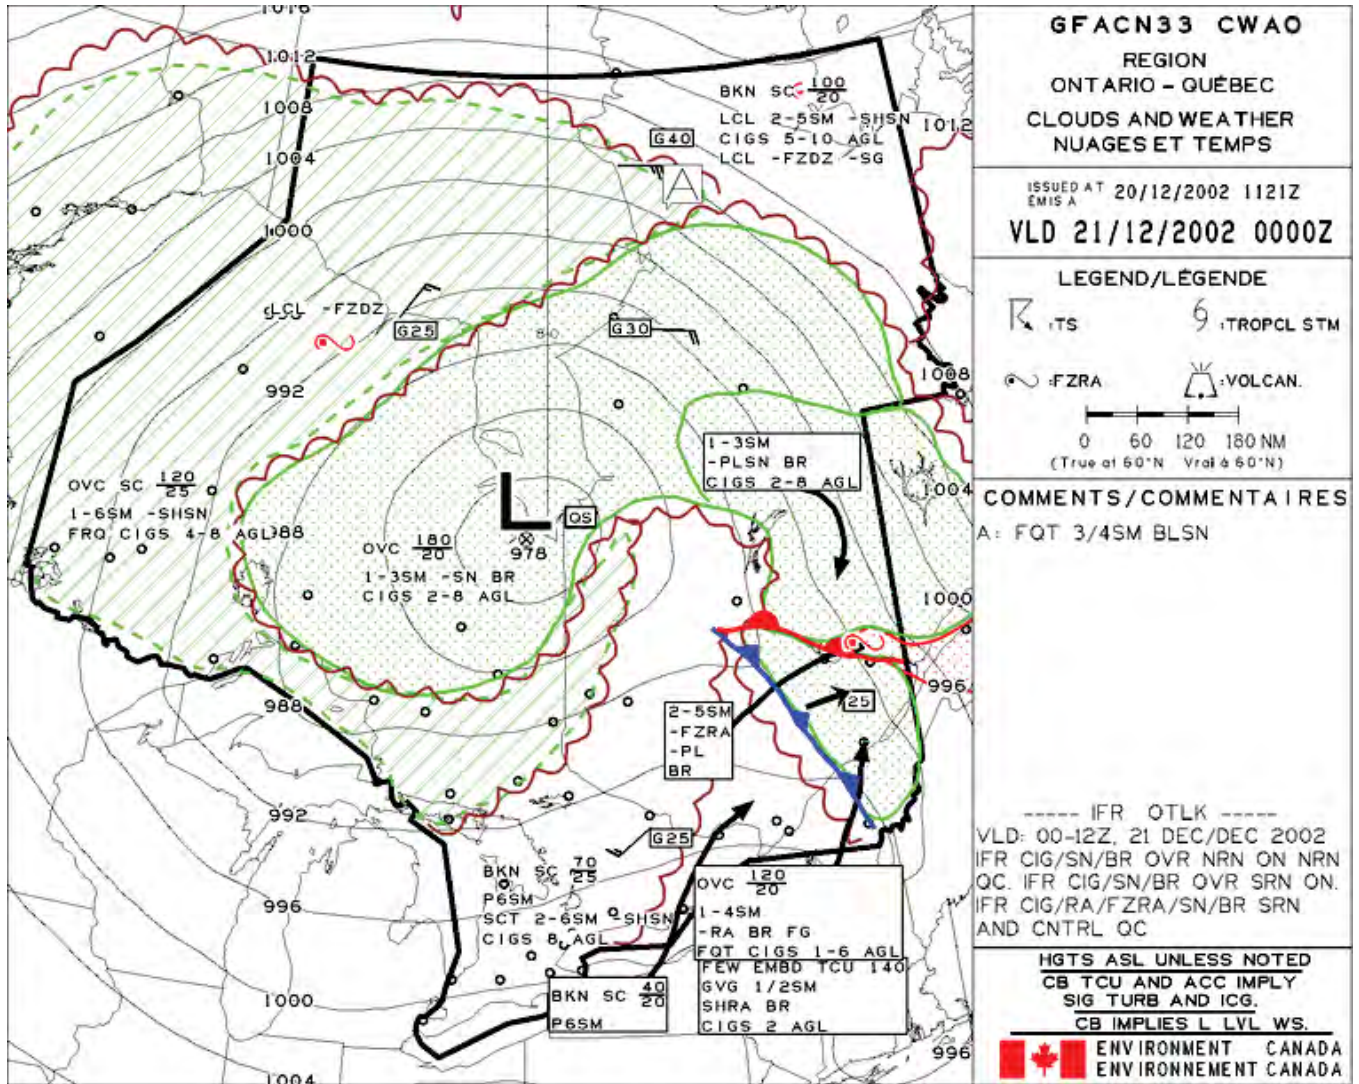 1016
1012
1008
1004
1000
992
988
988
992
996
1000
1004
BKN SC 100/20
LCL 2-5SM -SHSN
CIGS 5-10 AGL
LCL -FZDZ -SG
1012
G40
A
LCL -FZDZ
G25
G30
80
1008
1-3SM
-PLSN BR
CIGS 2-8 AGL
1004
OVC SC 120/25
1-6SM -SHSN
FRQ CIGS 4-8 AGL
L
978
QS
OVC 180/20
1-3SM -SN BR
CIGS 2-8 AGL
1000
996
25
2-5SM
-FZRA
-PL
BR
G25
BKN SC 70/25
P6SM
SCT 2-6SM -SHSN
CIGS 8 AGL
OVC 120/20
1-4SM
-RA BR FG
FQT CIGS 1-6 AGL
FEW EMBD TCU 140
GVG 1/2SM
SHRA BR
CIGS 2 AGL
BKN SC 40/20
P6SM
996
GFACN33 CWAO
REGION
ONTARIO - QUÉBEC
CLOUDS AND WEATHER
NUAGES ET TEMPS
ISSUED AT 20/12/2002 1121Z
ÉMIS A
VLD 21/12/2002 0000Z
LEGEND/LÉGENDE
:TS :TROPCL STM
:FZRA :VOLCAN.
0 60 120 180 NM
(True at 60°N Vrai à 60°N)
COMMENTS/COMMENTAIRES
A: FQT 3/4SM BLSN
----- IFR OTLK -----
VLD: 00-12Z, 21 DEC/DEC 2002
IFR CIG/SN/BR OVR NRN ON NRN
QC. IFR CIG/SN/BR OVR SRN ON.
IFR CIG/RA/FZRA/SN/BR SRN
AND CNTRL QC
HGTS ASL UNLESS NOTED
CB TCU AND ACC IMPLY
SIG TURB AND ICG.
CB IMPLIES L LVL WS.
ENVIRONMENT CANADA
ENVIRONNEMENT CANADA